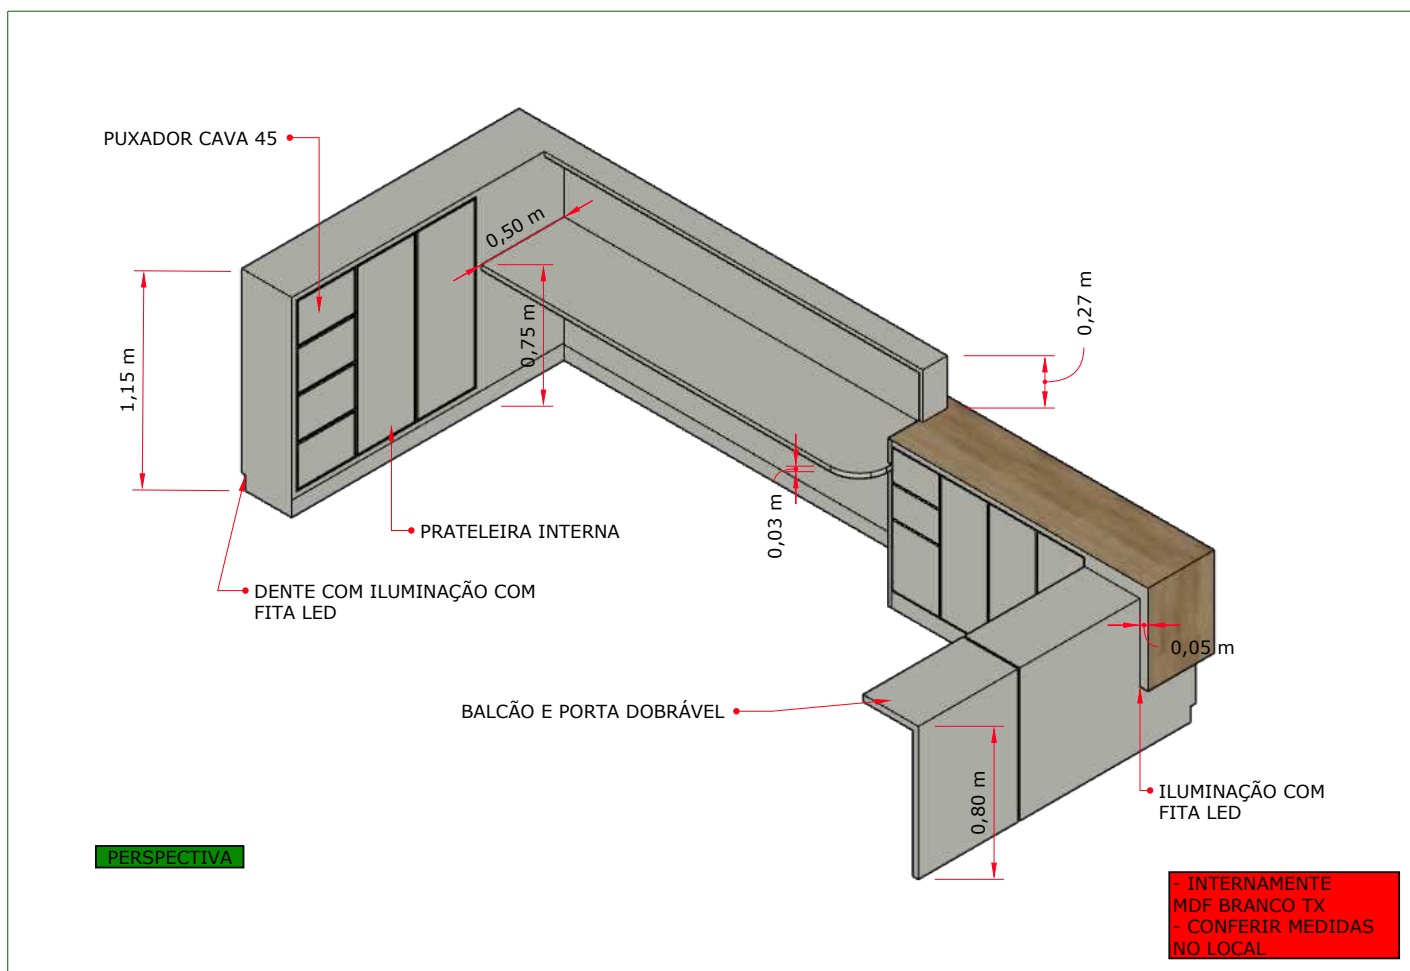 PUXADOR CAVA 45
0,50 m
0,27 m
1,15 m
0,75 m
0,03 m
PRATELEIRA INTERNA
DENTE COM ILUMINAÇÃO COM
FITA LED
0,05 m
BALCÃO E PORTA DOBRÁVEL
0,80 m
ILUMINAÇÃO COM
FITA LED
PERSPECTIVA
- INTERNAMENTE
MDF BRANCO TX
- CONFERIR MEDIDAS
NO LOCAL